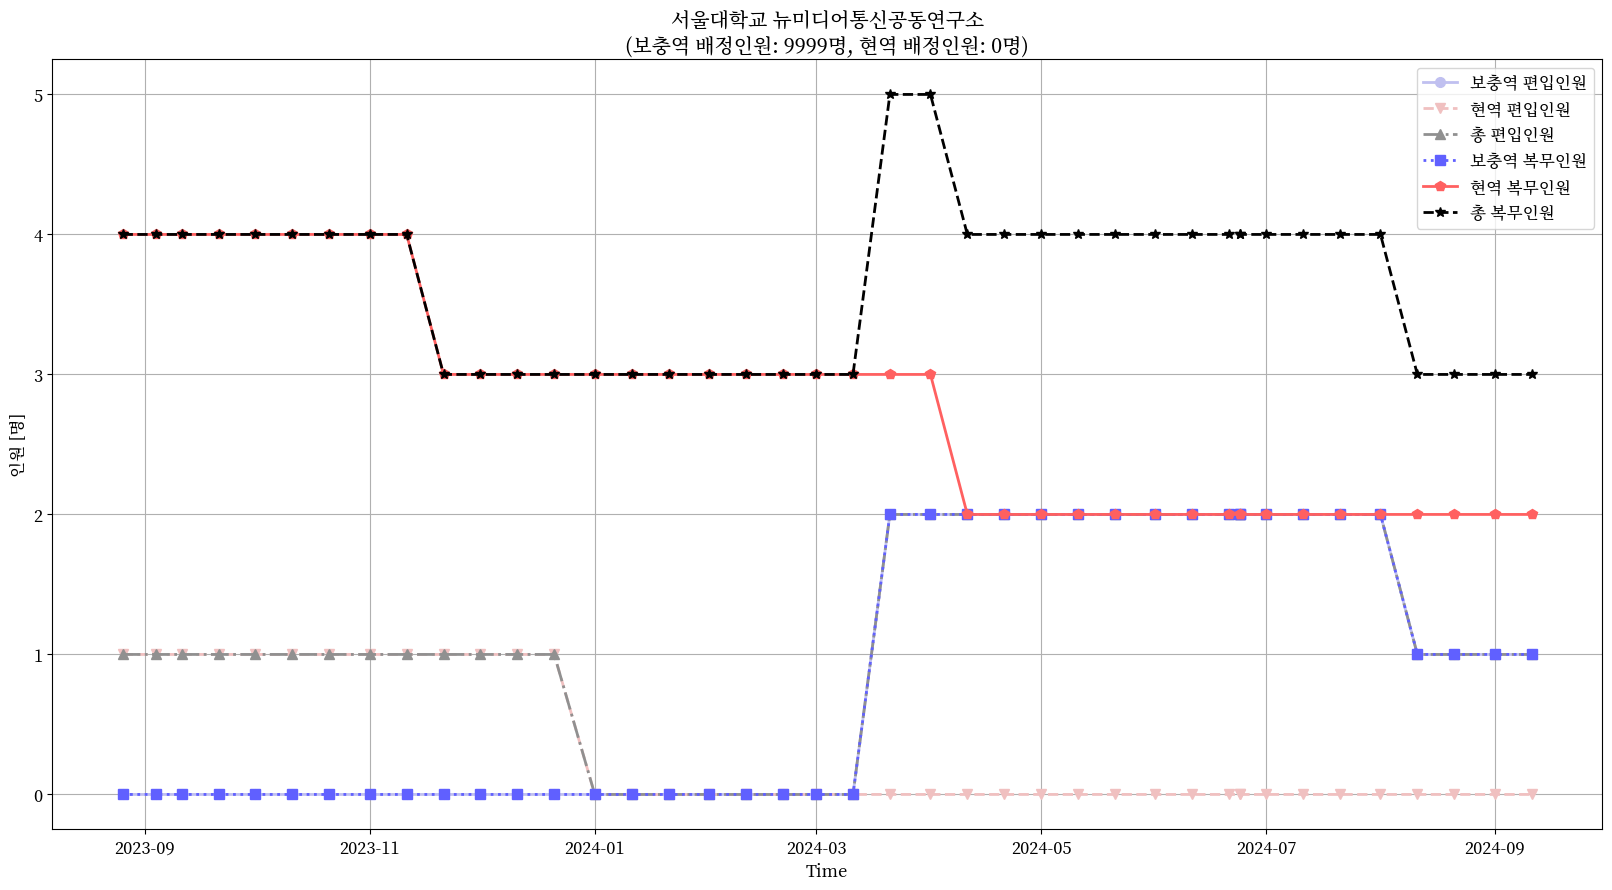 서울대학교 뉴미디어통신공동연구소
(보충역 배정인원: 9999명, 현역 배정인원: 0명)
보충역 편입인원
현역 편입인원
총 편입인원
보충역 복무인원
현역 복무인원
총 복무인원
인원 [명]
5
4
3
2
1
0
2023-09 2023-11 2024-01 2024-03 2024-05 2024-07 2024-09
Time